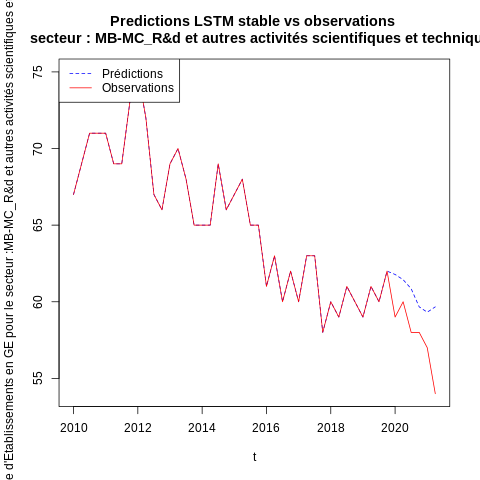 Predictions LSTM stable vs observations
secteur : MB-MC_R&d et autres activités scientifiques et techniqu
e d'Etablissements en GE pour le secteur :MB-MC_R&d et autres activités scientifiques e
Prédictions
Observations
75
70
65
60
55
2010 2012 2014 2016 2018 2020
t